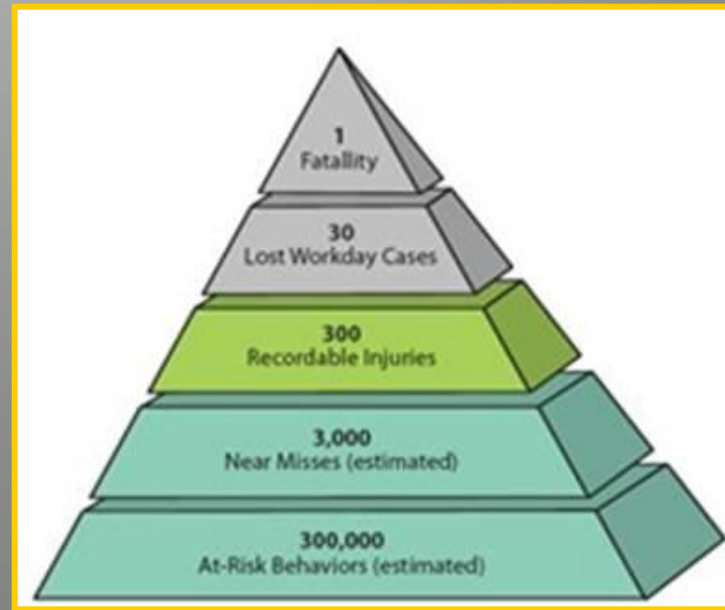 1
Fatallity
30
Lost Workday Cases
300
Recordable Injuries
3,000
Near Misses (estimated)
300,000
At-Risk Behaviors (estimated)